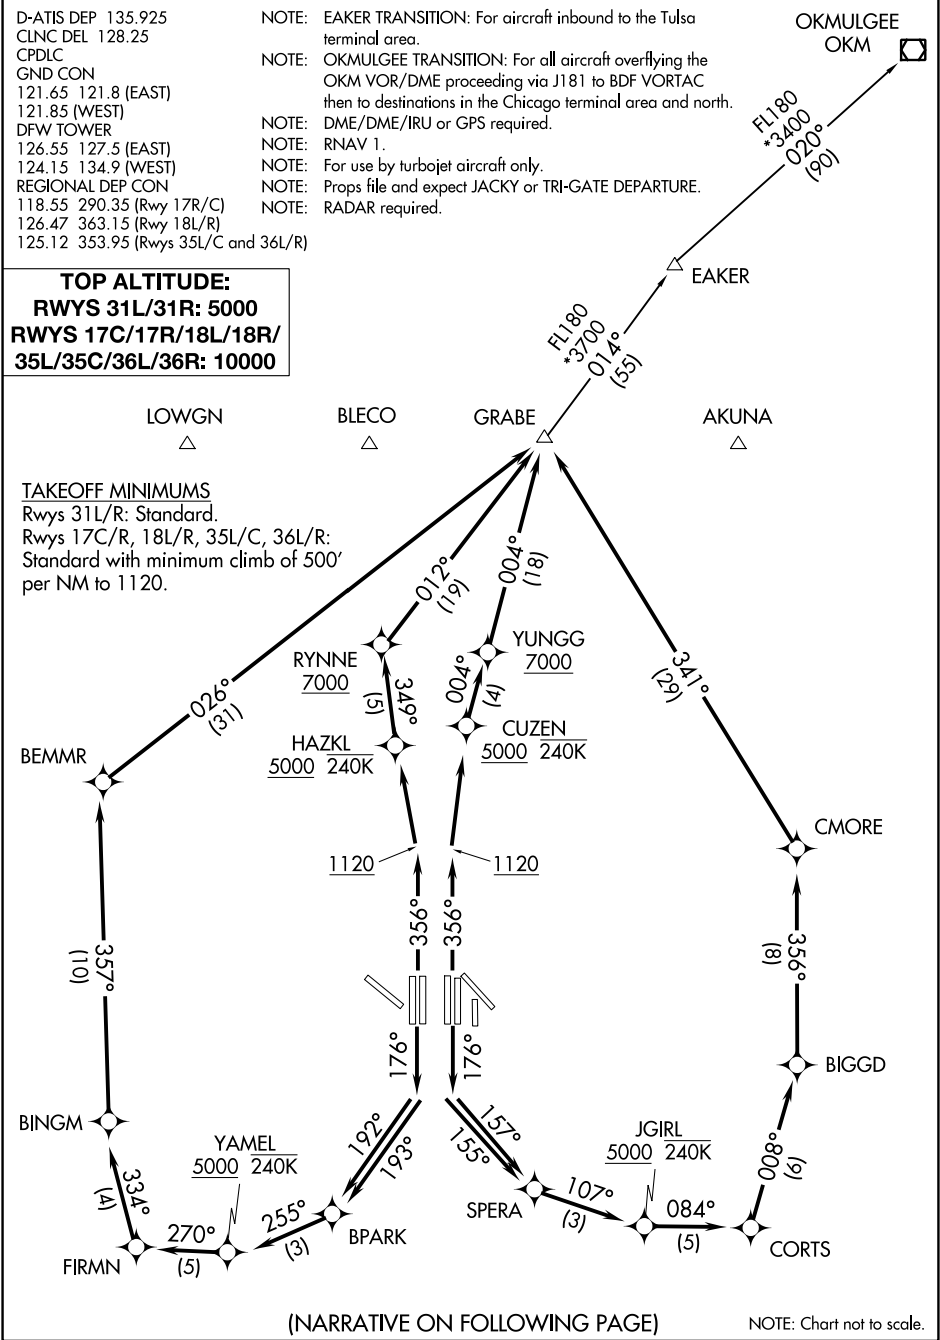 D-ATIS DEP 135.925
CLNC DEL 128.25
CPDLC
GND CON
121.65 121.8 (EAST)
121.85 (WEST)
DFW TOWER
126.55 127.5 (EAST)
124.15 134.9 (WEST)
REGIONAL DEP CON
118.55 290.35 (Rwy 17R/C)
126.47 363.15 (Rwy 18L/R)
125.12 353.95 (Rwys 35L/C and 36L/R)
NOTE: EAKER TRANSITION: For aircraft inbound to the Tulsa
terminal area.
NOTE: OKMULGEE TRANSITION: For all aircraft overflying the
OKM VOR/DME proceeding via J181 to BDF VORTAC
then to destinations in the Chicago terminal area and north.
NOTE: DME/DME/IRU or GPS required.
NOTE: RNAV 1.
NOTE: For use by turbojet aircraft only.
NOTE: Props file and expect JACKY or TRI-GATE DEPARTURE.
NOTE: RADAR required.
OKMULGEE
OKM
FL180
*3400
020°
(90)
TOP ALTITUDE:
RWYS 31L/31R: 5000
RWYS 17C/17R/18L/18R/
35L/35C/36L/36R: 10000
EAKER
FL180
*3700
014°
(55)
LOWGN
BLECO
GRABE
AKUNA
TAKEOFF MINIMUMS
Rwys 31L/R: Standard.
Rwys 17C/R, 18L/R, 35L/C, 36L/R:
Standard with minimum climb of 500'
per NM to 1120.
012°
(19)
004°
(18)
RYNNE
7000
YUNGG
7000
026°
(31)
349°
(5)
004°
(4)
341°
(29)
HAZKL
5000 240K
CUZEN
5000 240K
BEMMR
CMORE
1120
1120
356°
356°
357°
(10)
356°
(8)
176°
176°
BIGGD
BINGM
192°
193°
157°
155°
YAMEL
5000 240K
JGIRL
5000 240K
334°
(4)
008°
(9)
270°
(5)
255°
(3)
BPARK
SPERA
107°
(3)
084°
(5)
FIRMN
CORTS
(NARRATIVE ON FOLLOWING PAGE)
NOTE: Chart not to scale.